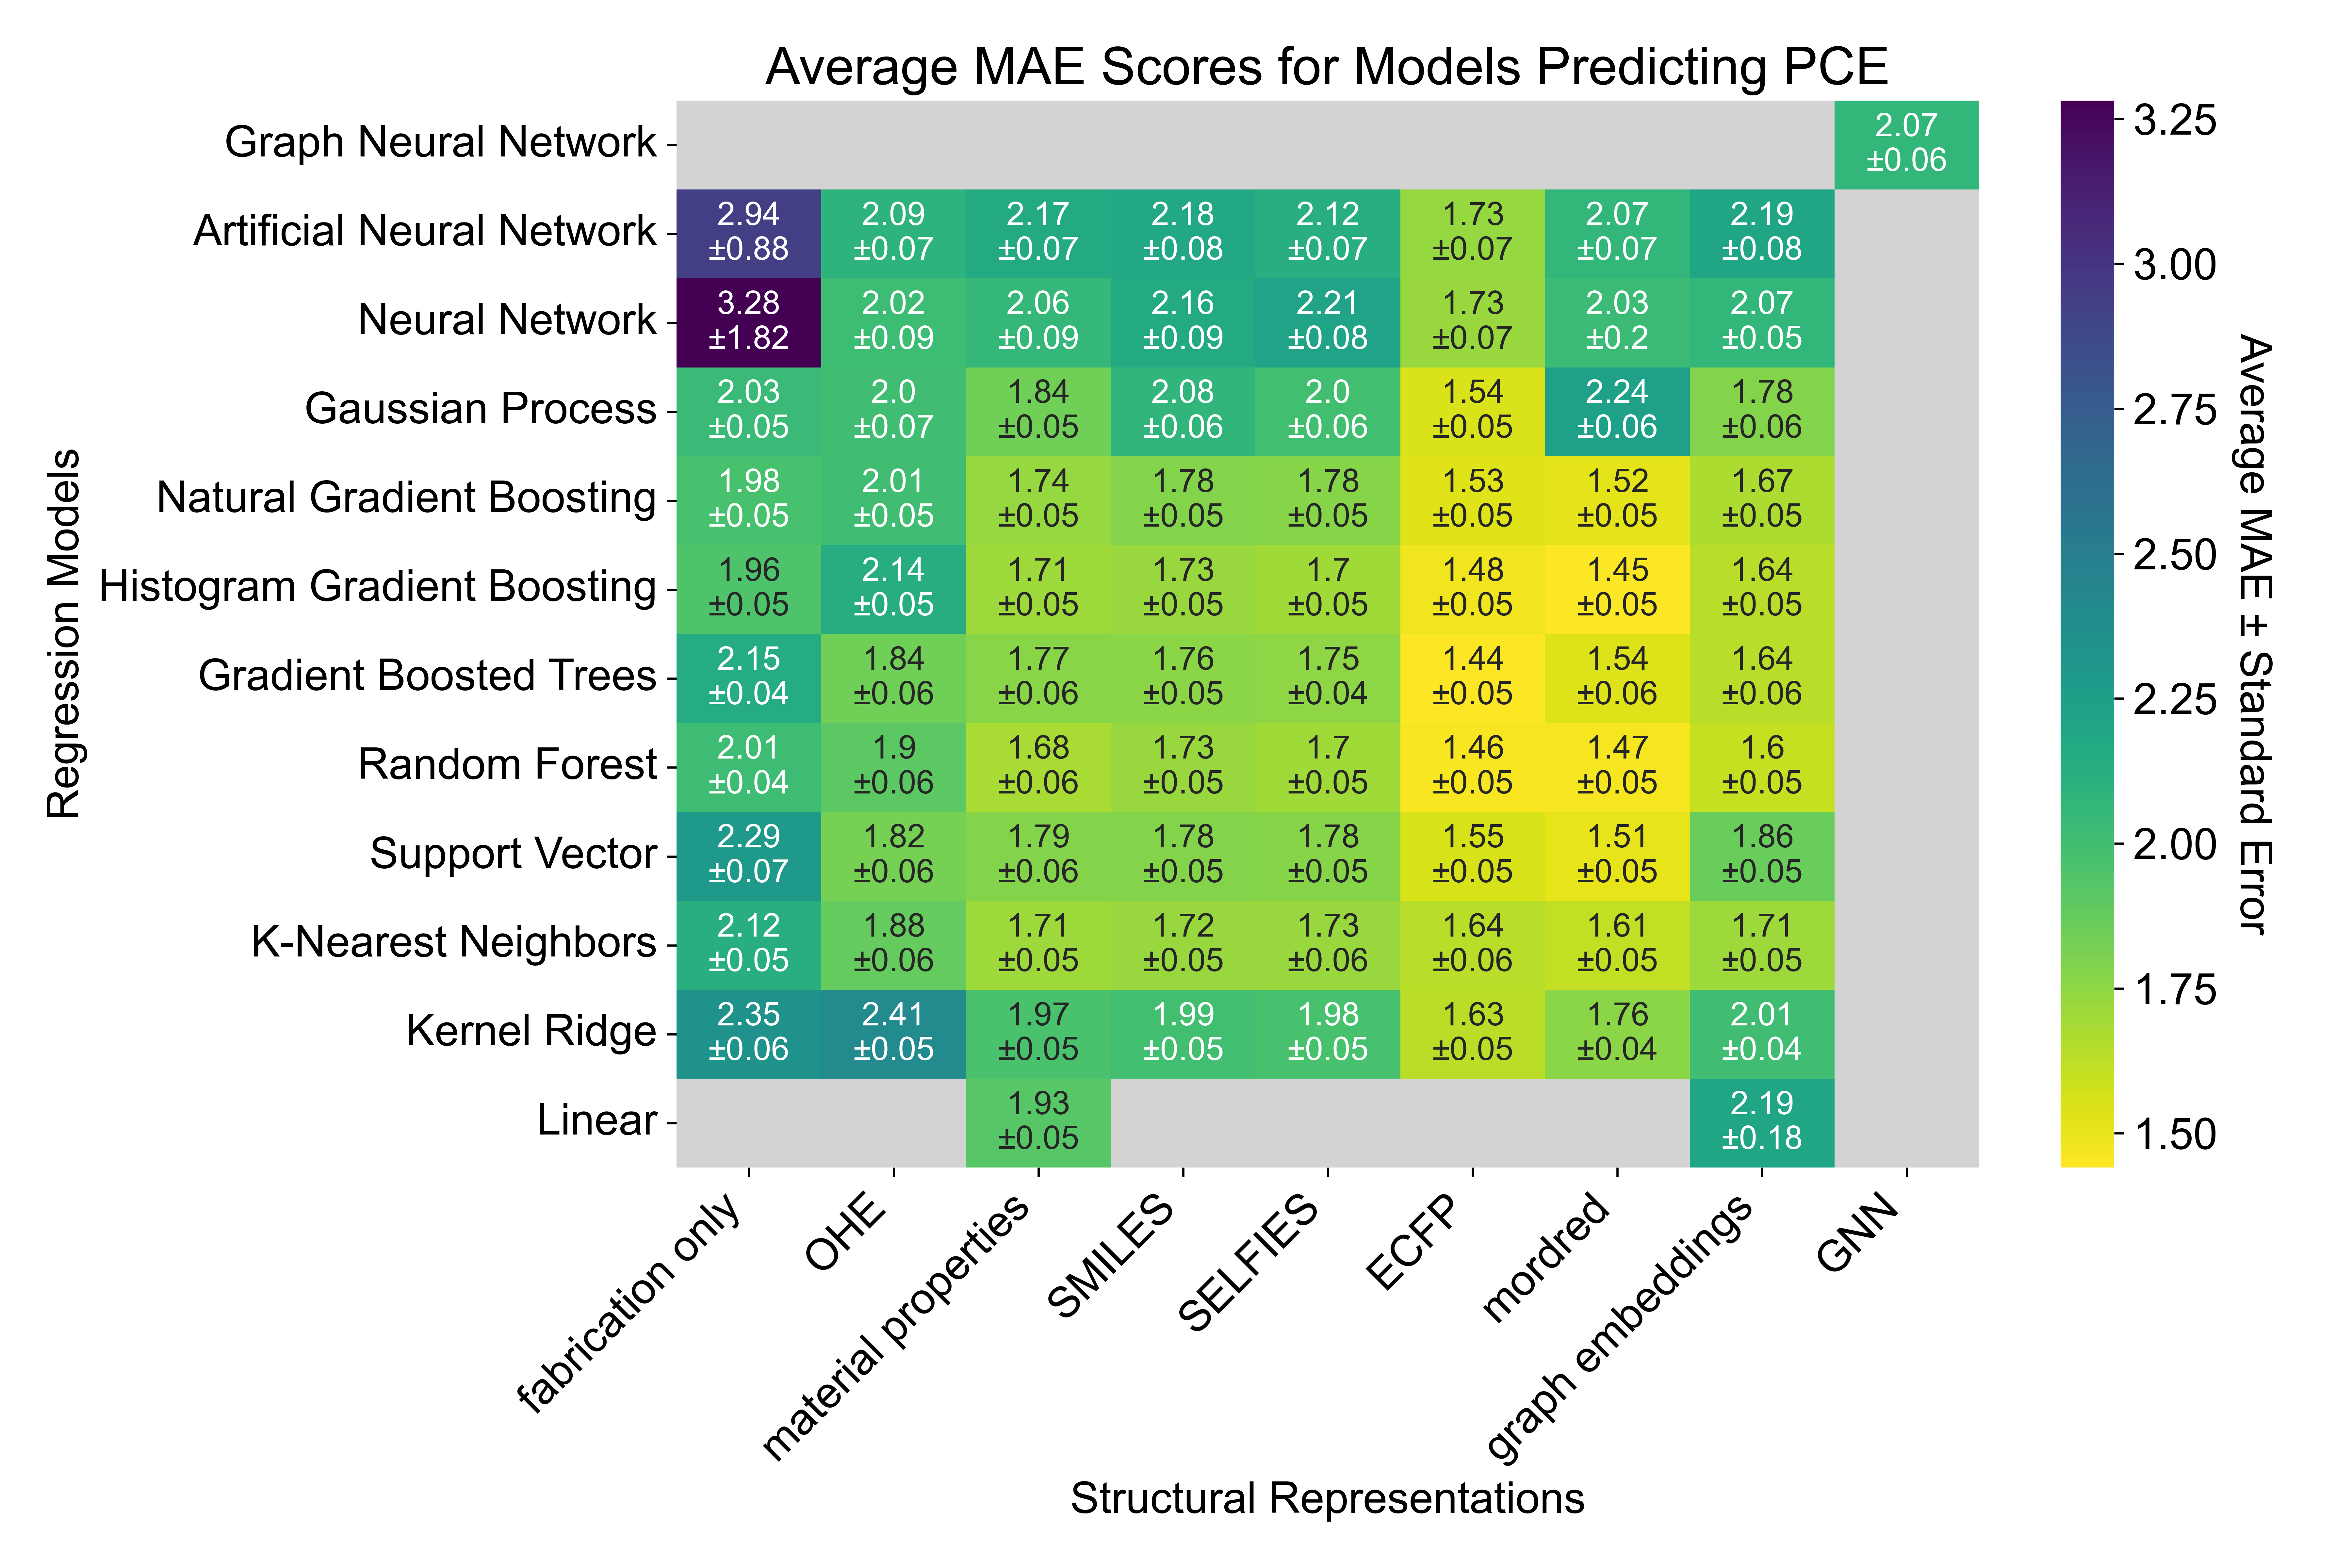 Average MAE Scores for Models Predicting PCE
Regression Models
Graph Neural Network
2.07
±0.06
Artificial Neural Network
2.94 2.09 2.17 2.18 2.12 1.73 2.07 2.19
±0.88 ±0.07 ±0.07 ±0.08 ±0.07 ±0.07 ±0.07 ±0.08
Neural Network
3.28 2.02 2.06 2.16 2.21 1.73 2.03 2.07
±1.82 ±0.09 ±0.09 ±0.09 ±0.08 ±0.07 ±0.2 ±0.05
Gaussian Process
2.03 2.0 1.84 2.08 2.0 1.54 2.24 1.78
±0.05 ±0.07 ±0.05 ±0.06 ±0.06 ±0.05 ±0.06 ±0.06
Natural Gradient Boosting
1.98 2.01 1.74 1.78 1.78 1.53 1.52 1.67
±0.05 ±0.05 ±0.05 ±0.05 ±0.05 ±0.05 ±0.05 ±0.05
Histogram Gradient Boosting
1.96 2.14 1.71 1.73 1.7 1.48 1.45 1.64
±0.05 ±0.05 ±0.05 ±0.05 ±0.05 ±0.05 ±0.05 ±0.05
Gradient Boosted Trees
2.15 1.84 1.77 1.76 1.75 1.44 1.54 1.64
±0.04 ±0.06 ±0.06 ±0.05 ±0.04 ±0.05 ±0.06 ±0.06
Random Forest
2.01 1.9 1.68 1.73 1.7 1.46 1.47 1.6
±0.04 ±0.06 ±0.06 ±0.05 ±0.05 ±0.05 ±0.05 ±0.05
Support Vector
2.29 1.82 1.79 1.78 1.78 1.55 1.51 1.86
±0.07 ±0.06 ±0.06 ±0.05 ±0.05 ±0.05 ±0.05 ±0.05
K-Nearest Neighbors
2.12 1.88 1.71 1.72 1.73 1.64 1.61 1.71
±0.05 ±0.06 ±0.05 ±0.05 ±0.06 ±0.06 ±0.05 ±0.05
Kernel Ridge
2.35 2.41 1.97 1.99 1.98 1.63 1.76 2.01
±0.06 ±0.05 ±0.05 ±0.05 ±0.05 ±0.05 ±0.04 ±0.04
Linear
1.93 2.19
±0.05 ±0.18
fabrication only
OHE
material properties
SMILES
SELFIES
ECFP
mordred
graph embeddings
GNN
Structural Representations
3.25
3.00
2.75
2.50
2.25
2.00
1.75
1.50
Average MAE ± Standard Error